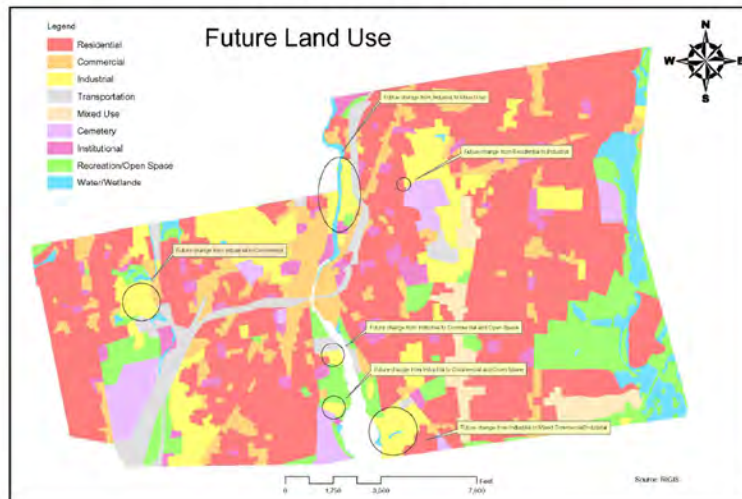 Legend
Future Land Use
Residential
Commercial
Industrial
Transportation
Mixed Use
Cemetery
Institutional
Recreation/Open Space
Water/Wetlands
N
W E
S
Future change from Industrial to
Future change from Residential to Industrial
Future change from Industrial to Commercial
Future change from Industrial to Commercial and Open Space
Future change from Industrial to Commercial and Open Space
Future change from Industrial to Mixed Commercial/Industrial
Feet
0 1,750 3,500 7,000
Source: RIGIS